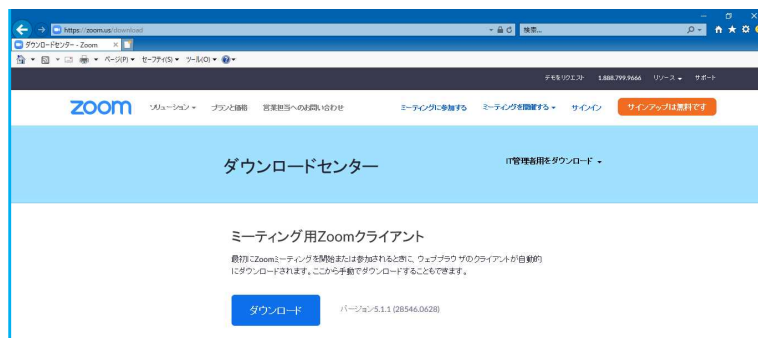 https://zoom.us/download
検索...
ダウンロードセンター - Zoom
ページ(P) セーフティ(S) ツール(O)
デモをリクエスト 1.888.799.9666 リソース サポート
zoom ソリューション プランと価格 営業担当へのお問い合わせ ミーティングに参加する ミーティングを開催する サインイン サインアップは無料です
ダウンロードセンター IT管理者用をダウンロード
ミーティング用Zoomクライアント
最初にZoomミーティングを開始または参加されるときに、ウェブブラウザのクライアントが自動的
にダウンロードされます。ここから手動でダウンロードすることもできます。
ダウンロード バージョン5.1.1 (28546.0628)